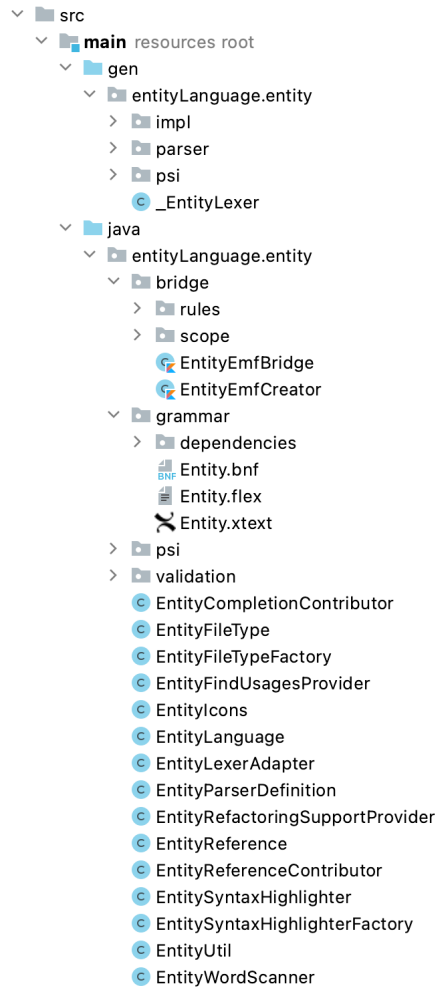 src
main resources root
gen
entityLanguage.entity
impl
parser
psi
_EntityLexer
java
entityLanguage.entity
bridge
rules
scope
EntityEmfBridge
EntityEmfCreator
grammar
dependencies
Entity.bnf
Entity.flex
Entity.xtext
psi
validation
EntityCompletionContributor
EntityFileType
EntityFileTypeFactory
EntityFindUsagesProvider
EntityIcons
EntityLanguage
EntityLexerAdapter
EntityParserDefinition
EntityRefactoringSupportProvider
EntityReference
EntityReferenceContributor
EntitySyntaxHighlighter
EntitySyntaxHighlighterFactory
EntityUtil
EntityWordScanner